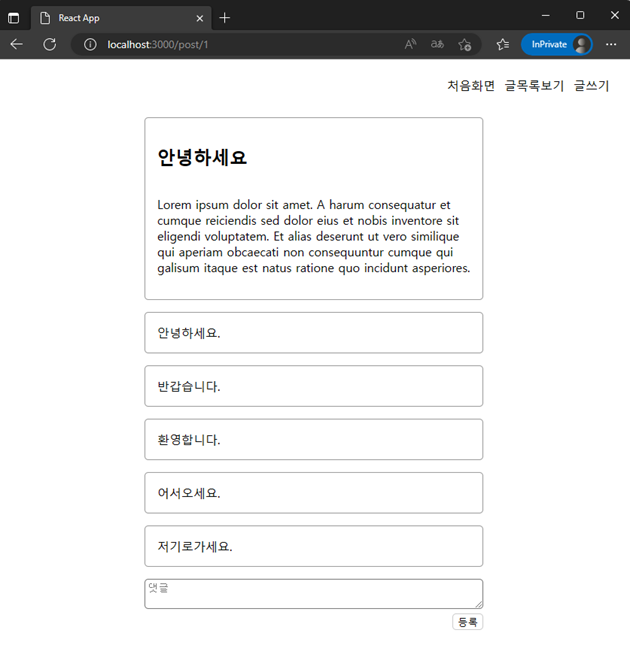 React App
localhost:3000/post/1
InPrivate
처음화면 글목록보기 글쓰기
안녕하세요
Lorem ipsum dolor sit amet. A harum consequatur et
cumque reiciendis sed dolor eius et nobis inventore sit
eligendi voluptatem. Et alias deserunt ut vero similique
qui aperiam obcaecati non consequuntur cumque qui
galisum itaque est natus ratione quo incidunt asperiores.
안녕하세요.
반갑습니다.
환영합니다.
어서오세요.
저기로가세요.
댓글
등록